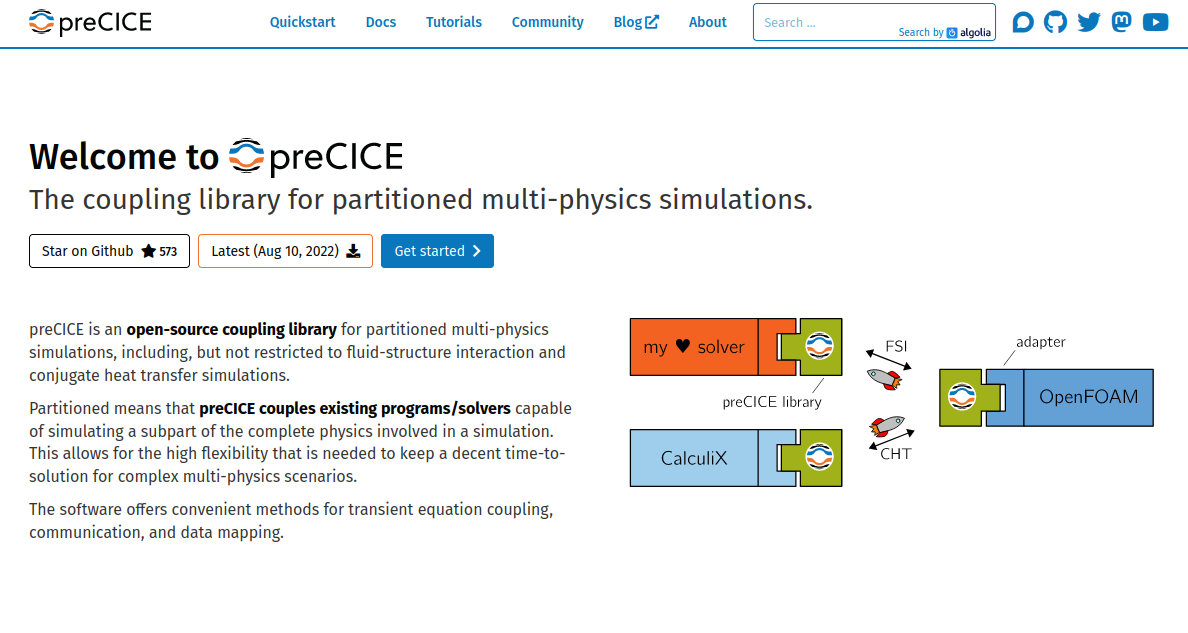 preCICE
Quickstart
Docs
Tutorials
Community
Blog
About
Search ...
Search by algolia
Welcome to preCICE
The coupling library for partitioned multi-physics simulations.
Star on Github 573
Latest (Aug 10, 2022)
Get started
preCICE is an open-source coupling library for partitioned multi-physics
simulations, including, but not restricted to fluid-structure interaction and
conjugate heat transfer simulations.
Partitioned means that preCICE couples existing programs/solvers capable
of simulating a subpart of the complete physics involved in a simulation.
This allows for the high flexibility that is needed to keep a decent time-to-
solution for complex multi-physics scenarios.
The software offers convenient methods for transient equation coupling,
communication, and data mapping.
my ♥ solver
preCICE library
FSI
adapter
OpenFOAM
CalculiX
CHT